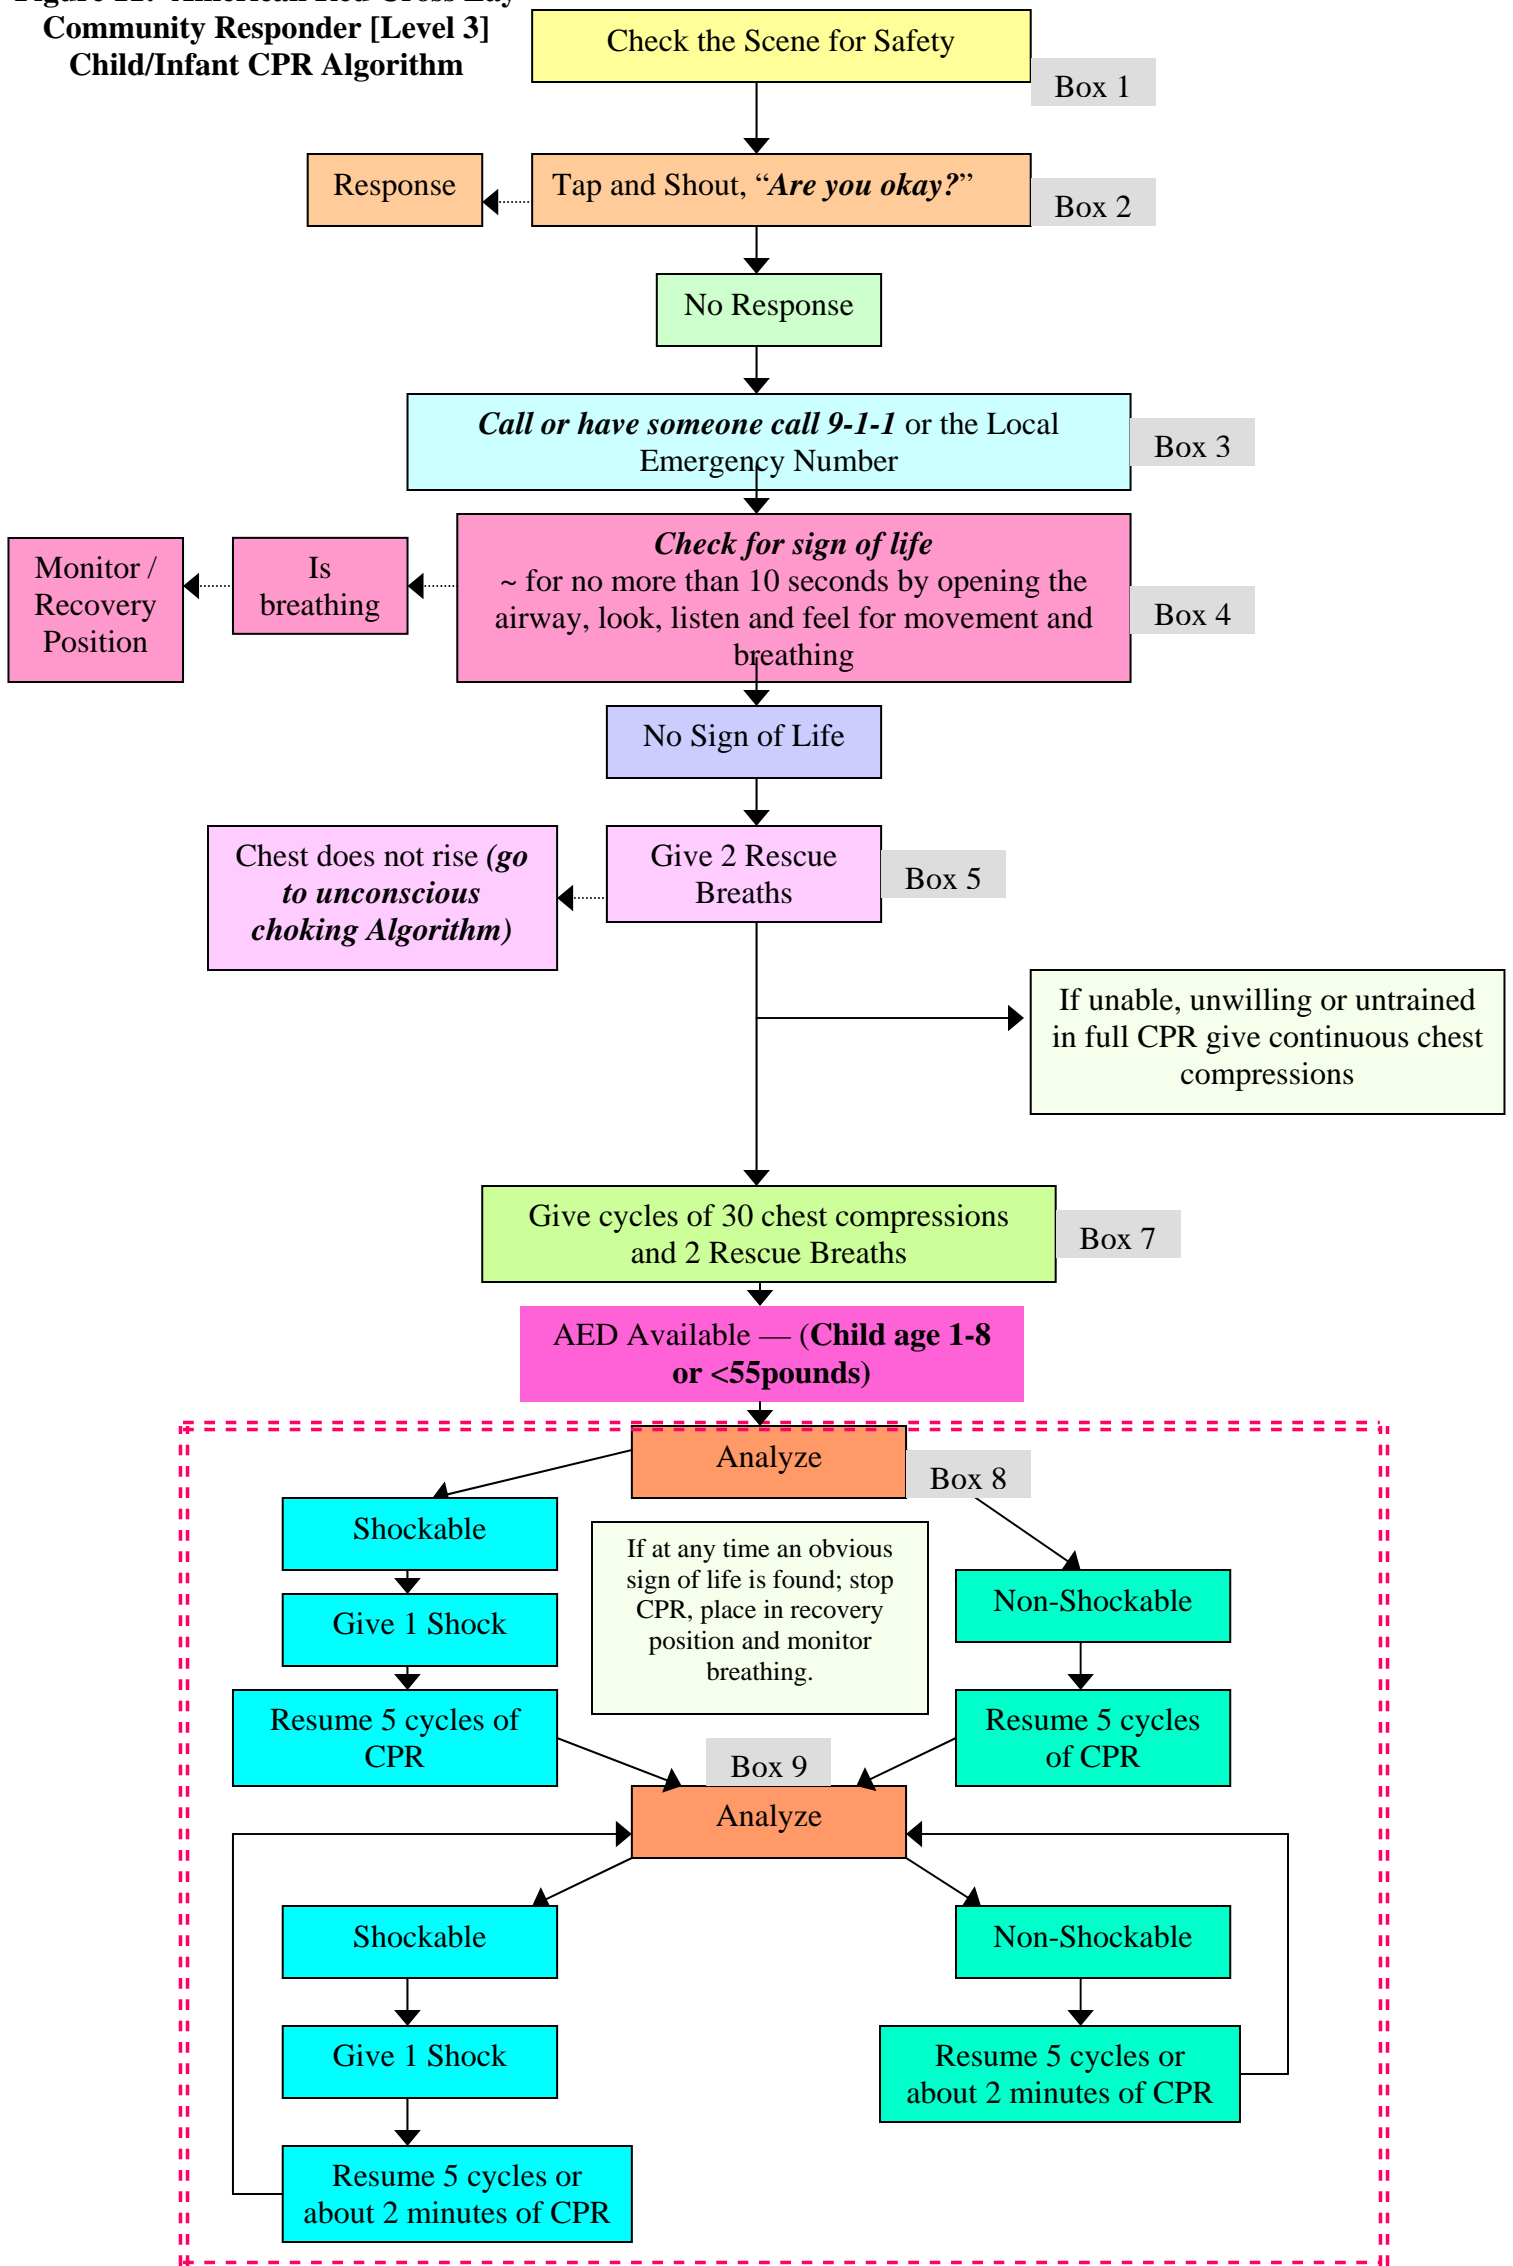 Community Responder [Level 3]
Child/Infant CPR Algorithm
Check the Scene for Safety
Box 1
Response
Tap and Shout, “Are you okay?”
Box 2
No Response
Call or have someone call 9-1-1 or the Local
Emergency Number
Box 3
Check for sign of life
~ for no more than 10 seconds by opening the
airway, look, listen and feel for movement and
breathing
Box 4
Is
breathing
Monitor /
Recovery
Position
No Sign of Life
Give 2 Rescue
Breaths
Box 5
Chest does not rise (go
to unconscious
choking Algorithm)
If unable, unwilling or untrained
in full CPR give continuous chest
compressions
Give cycles of 30 chest compressions
and 2 Rescue Breaths
Box 7
AED Available — (Child age 1-8
or <55pounds)
Analyze
Box 8
Shockable
Give 1 Shock
Resume 5 cycles of
CPR
If at any time an obvious
sign of life is found; stop
CPR, place in recovery
position and monitor
breathing.
Non-Shockable
Resume 5 cycles
of CPR
Box 9
Analyze
Shockable
Give 1 Shock
Resume 5 cycles or
about 2 minutes of CPR
Non-Shockable
Resume 5 cycles or
about 2 minutes of CPR